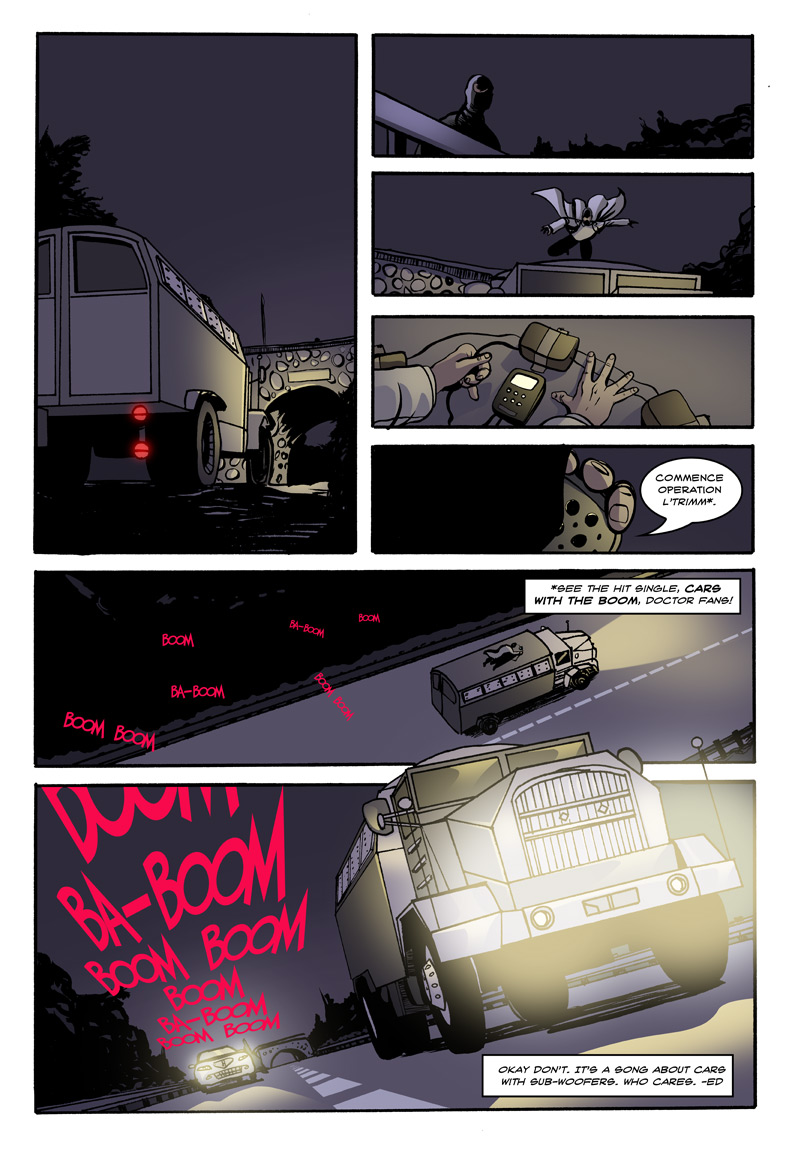 COMMENCE
OPERATION
L'TRIMM*.
*SEE THE HIT SINGLE, CARS
WITH THE BOOM, DOCTOR FANS!
BOOM
BA-BOOM
BOOM
BA-BOOM
BOOM BOOM
BOOM BOOM
BOOM
BA-BOOM
BOOM BOOM
BOOM
BA-BOOM
BOOM BOOM
OKAY DON'T. IT'S A SONG ABOUT CARS
WITH SUB-WOOFERS. WHO CARES. -ED